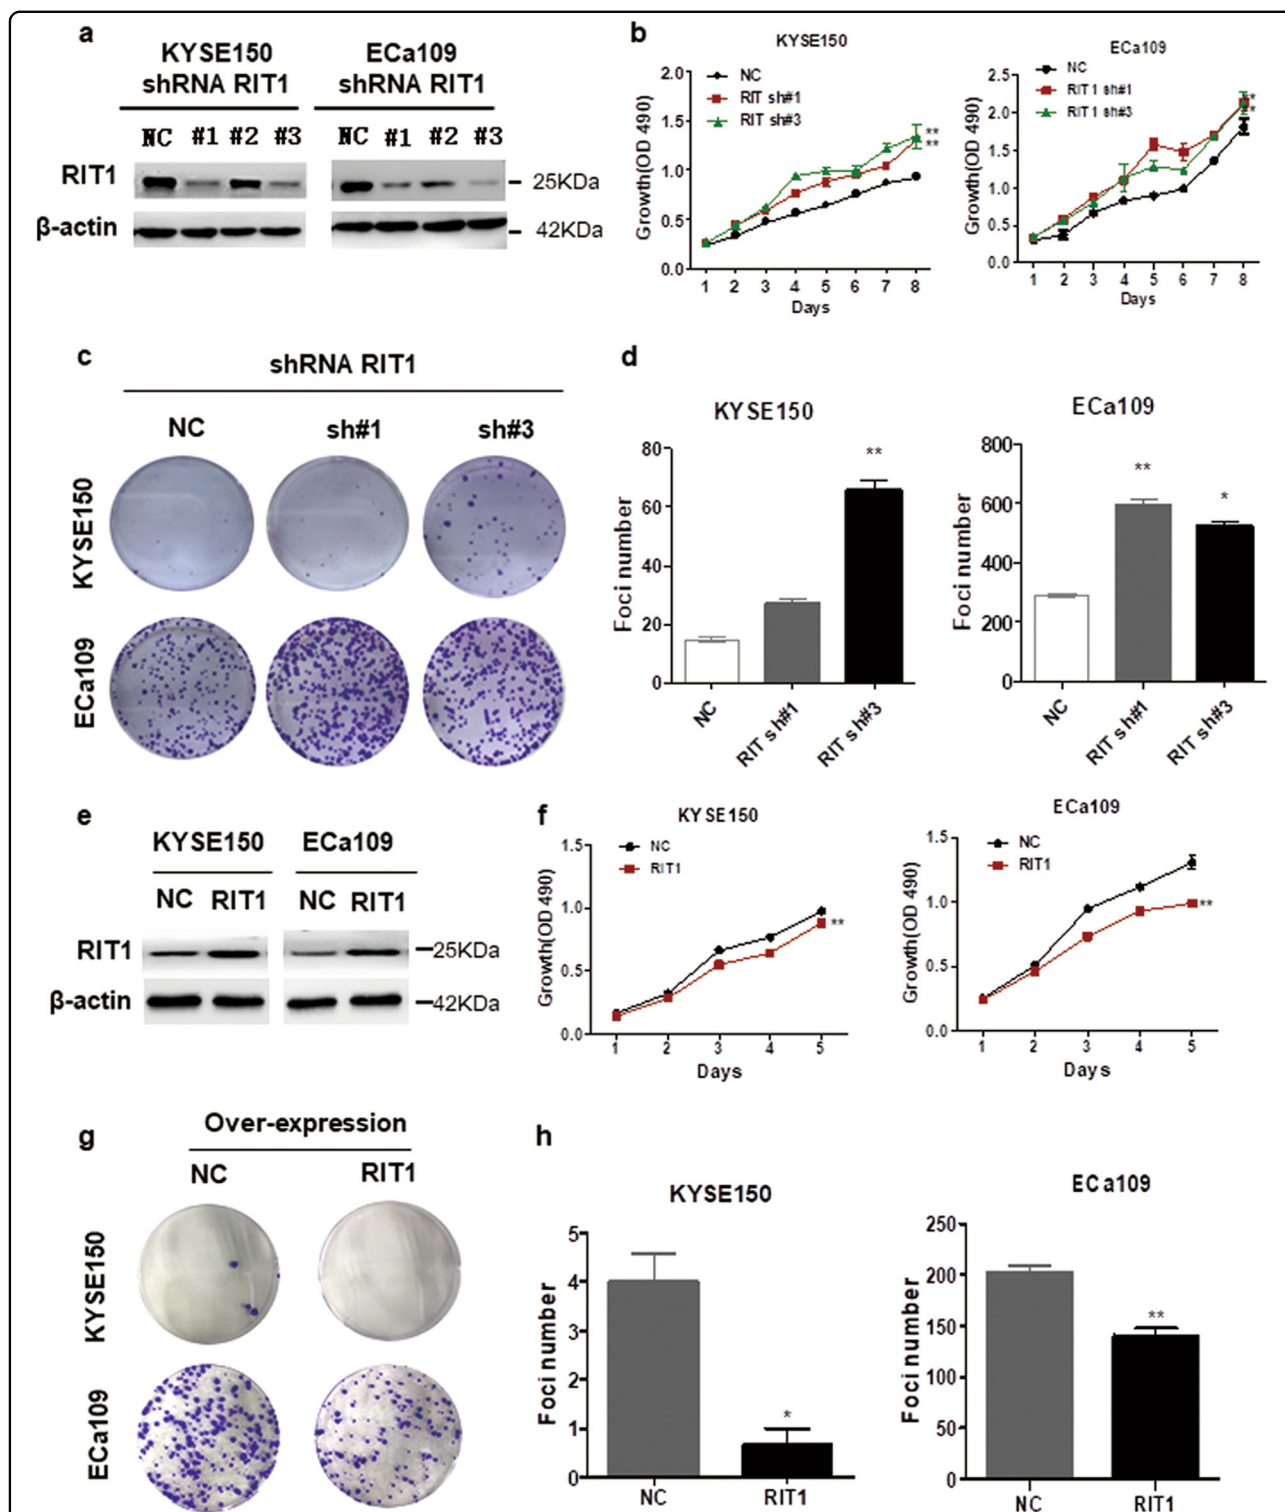 a
KYSE150
shRNA RIT1
ECa109
shRNA RIT1
NC #1 #2 #3
NC #1 #2 #3
RIT1
25KDa
β-actin
42KDa
b
KYSE150
NC
RIT sh#1
RIT sh#3
Growth(OD 490)
2.0
1.5
1.0
0.5
0.0
**
**
1 2 3 4 5 6 7 8
Days
ECa109
NC
RIT1 sh#1
RIT1 sh#3
Growth(OD 490)
2.5
2.0
1.5
1.0
0.5
0.0
*
*
1 2 3 4 5 6 7 8
Days
c
shRNA RIT1
NC sh#1 sh#3
KYSE150
ECa109
d
KYSE150
Foci number
80
60
40
20
0
**
NC
RIT sh#1
RIT sh#3
ECa109
Foci number
800
600
400
200
0
**
*
NC
RIT sh#1
RIT sh#3
e
KYSE150 ECa109
NC RIT1 NC RIT1
RIT1
25KDa
β-actin
42KDa
f
KYSE150
NC
RIT1
Growth(OD 490)
1.5
1.0
0.5
0.0
**
1 2 3 4 5
Days
ECa109
NC
RIT1
Growth(OD 490)
1.5
1.0
0.5
0.0
**
1 2 3 4 5
Days
g
Over-expression
NC RIT1
KYSE150
ECa109
h
KYSE150
Foci number
5
4
3
2
1
0
*
NC RIT1
ECa109
Foci number
250
200
150
100
50
0
**
NC RIT1